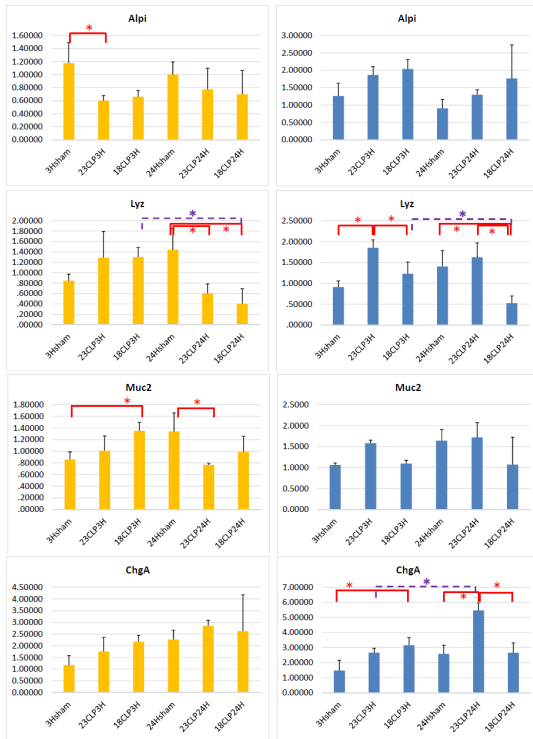 Alpi
*
1.60000
1.40000
1.20000
1.00000
0.80000
0.60000
0.40000
0.20000
0.00000
3Hsham
23CLP3H
18CLP3H
24Hsham
23CLP24H
18CLP24H
Alpi
3.00000
2.50000
2.00000
1.50000
1.00000
0.50000
0.00000
3Hsham
23CLP3H
18CLP3H
24Hsham
23CLP24H
18CLP24H
Lyz
*
* *
2.00000
1.80000
1.60000
1.40000
1.20000
1.00000
.80000
.60000
.40000
.20000
.00000
3Hsham
23CLP3H
18CLP3H
24Hsham
23CLP24H
18CLP24H
Lyz
*
* * * *
2.50000
2.00000
1.50000
1.00000
.50000
.00000
3Hsham
23CLP3H
18CLP3H
24Hsham
23CLP24H
18CLP24H
Muc2
* *
1.80000
1.60000
1.40000
1.20000
1.00000
.80000
.60000
.40000
.20000
.00000
3Hsham
23CLP3H
18CLP3H
24Hsham
23CLP24H
18CLP24H
Muc2
2.5000
2.0000
1.5000
1.0000
0.5000
0.0000
3Hsham
23CLP3H
18CLP3H
24Hsham
23CLP24H
18CLP24H
ChgA
4.50000
4.00000
3.50000
3.00000
2.50000
2.00000
1.50000
1.00000
0.50000
0.00000
3Hsham
23CLP3H
18CLP3H
24Hsham
23CLP24H
18CLP24H
ChgA
* * * *
7.00000
6.00000
5.00000
4.00000
3.00000
2.00000
1.00000
0.00000
3Hsham
23CLP3H
18CLP3H
24Hsham
23CLP24H
18CLP24H